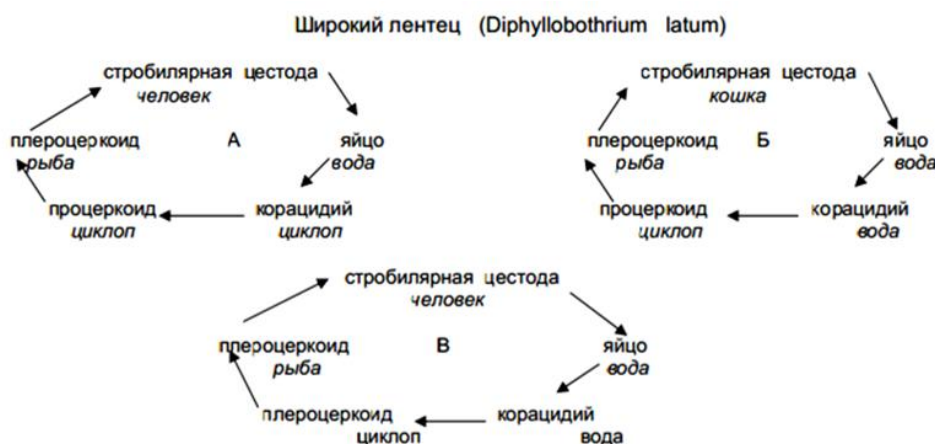 Широкий лентец (Diphyllobothrium latum)
стробилярная цестода
человек
плероцеркоид
рыба
А
яйцо
вода
процеркоид
циклоп
корацидий
циклоп
стробилярная цестода
кошка
плероцеркоид
рыба
Б
яйцо
вода
процеркоид
циклоп
корацидий
вода
стробилярная цестода
человек
плероцеркоид
рыба
В
яйцо
вода
плероцеркоид
циклоп
корацидий
вода